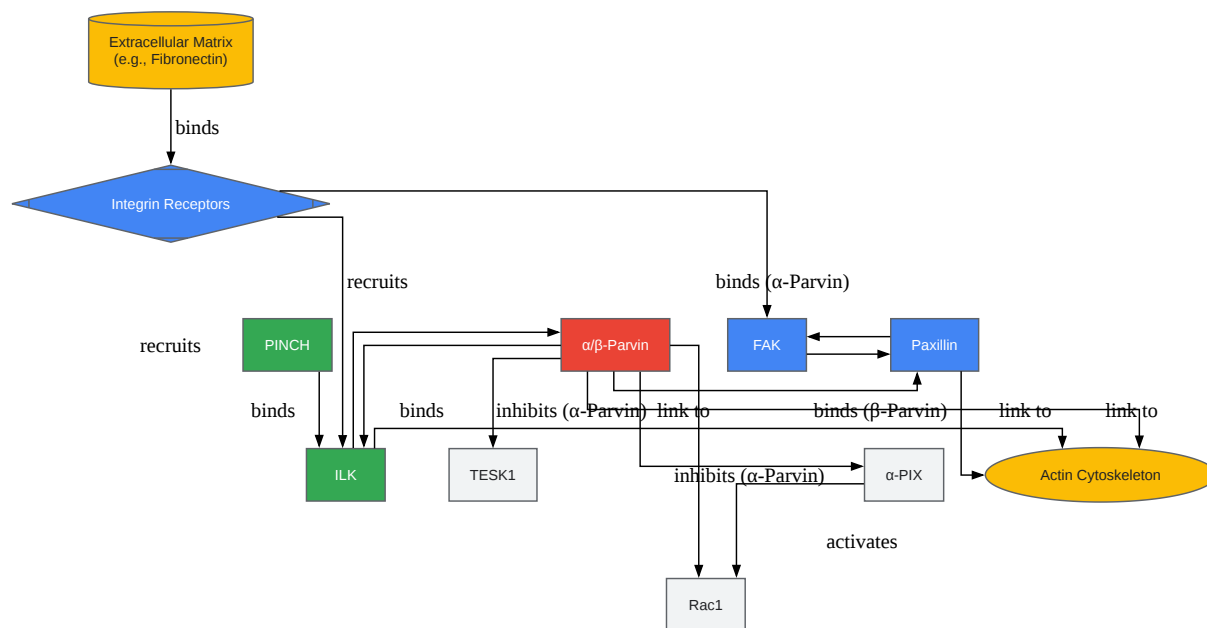 Extracellular Matrix
(e.g., Fibronectin)
binds
Integrin Receptors
recruits
binds (α-Parvin)
PINCH
α/β-Parvin
FAK
Paxillin
recruits
binds
binds
inhibits (α-Parvin)
link to
binds (β-Parvin)
link to
link to
ILK
TESK1
inhibits (α-Parvin)
α-PIX
Actin Cytoskeleton
activates
Rac1